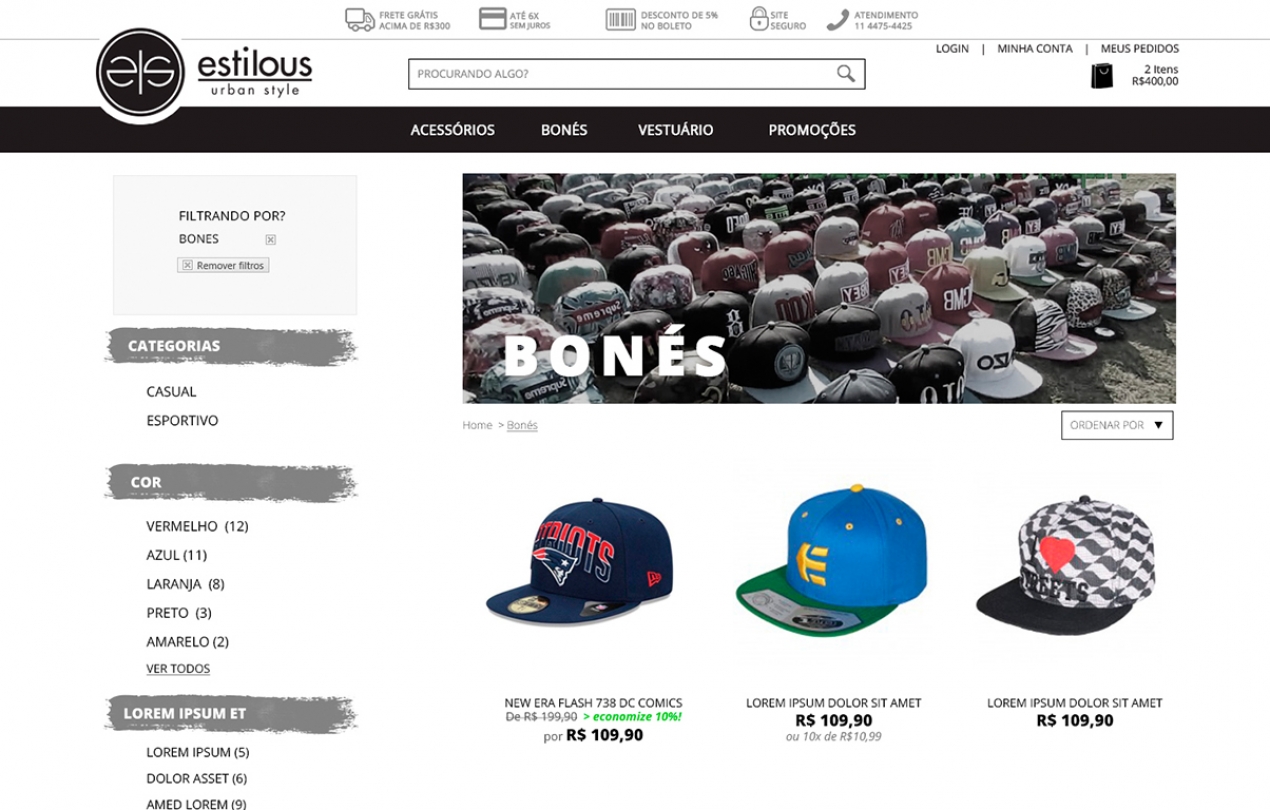 FRETE GRÁTIS
ACIMA DE R$300
ATÉ 6X
SEM JUROS
DESCONTO DE 5%
NO BOLETO
SITE
SEGURO
ATENDIMENTO
11 4475-4425
estilous
urban style
PROCURANDO ALGO?
LOGIN | MINHA CONTA | MEUS PEDIDOS
2 Itens
R$400,00
ACESSÓRIOS BONÉS VESTUÁRIO PROMOÇÕES
FILTRANDO POR?
BONES
Remover filtros
CATEGORIAS
CASUAL
ESPORTIVO
COR
VERMELHO (12)
AZUL (11)
LARANJA (8)
PRETO (3)
AMARELO (2)
VER TODOS
LOREM IPSUM ET
LOREM IPSUM (5)
DOLOR ASSET (6)
AMED LOREM (9)
BONÉS
Home > Bonés
ORDENAR POR
PATRIOTS
NEW ERA FLASH 738 DC COMICS
De R$ 199,90 > economize 10%!
por R$ 109,90
LOREM IPSUM DOLOR SIT AMET
R$ 109,90
ou 10x de R$10,99
STREETS
LOREM IPSUM DOLOR SIT AMET
R$ 109,90